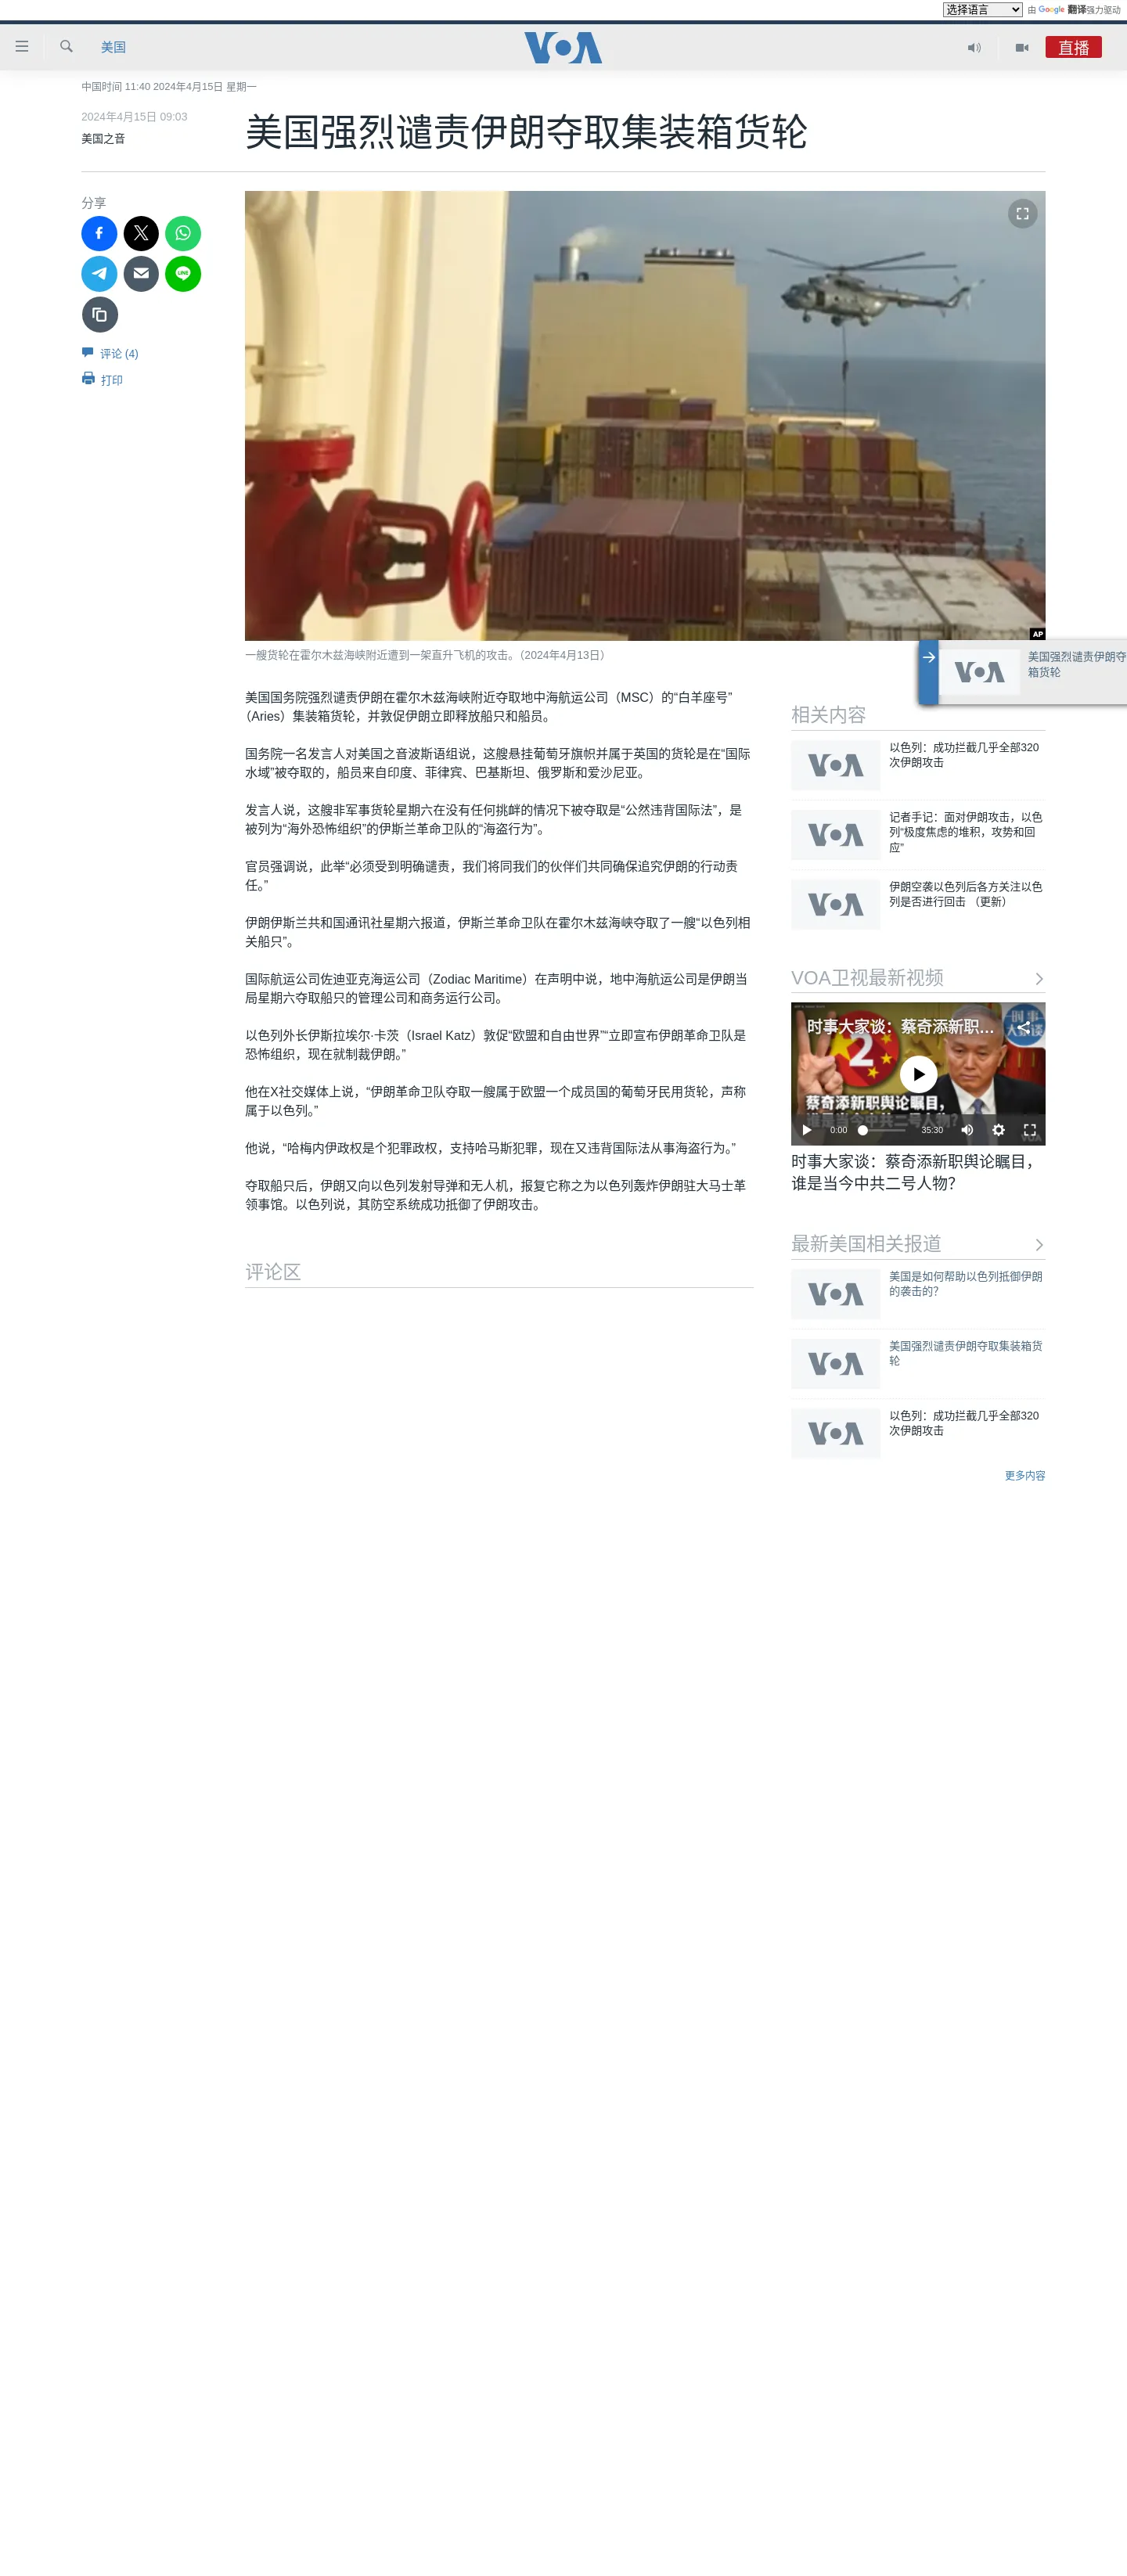 选择语言 由 Google 翻译强力驱动
美国
VOA
直播
中国时间 11:40 2024年4月15日 星期一
2024年4月15日 09:03
美国之音
美国强烈谴责伊朗夺取集装箱货轮
分享
LINE
评论 (4)
打印
AP
一艘货轮在霍尔木兹海峡附近遭到一架直升飞机的攻击。（2024年4月13日）
美国国务院强烈谴责伊朗在霍尔木兹海峡附近夺取地中海航运公司（MSC）的“白羊座号”
（Aries）集装箱货轮，并敦促伊朗立即释放船只和船员。
国务院一名发言人对美国之音波斯语组说，这艘悬挂葡萄牙旗帜并属于英国的货轮是在“国际
水域”被夺取的，船员来自印度、菲律宾、巴基斯坦、俄罗斯和爱沙尼亚。
发言人说，这艘非军事货轮星期六在没有任何挑衅的情况下被夺取是“公然违背国际法”，是
被列为“海外恐怖组织”的伊斯兰革命卫队的“海盗行为”。
官员强调说，此举“必须受到明确谴责，我们将同我们的伙伴们共同确保追究伊朗的行动责
任。”
伊朗伊斯兰共和国通讯社星期六报道，伊斯兰革命卫队在霍尔木兹海峡夺取了一艘“以色列相
关船只”。
国际航运公司佐迪亚克海运公司（Zodiac Maritime）在声明中说，地中海航运公司是伊朗当
局星期六夺取船只的管理公司和商务运行公司。
以色列外长伊斯拉埃尔·卡茨（Israel Katz）敦促“欧盟和自由世界”“立即宣布伊朗革命卫队是
恐怖组织，现在就制裁伊朗。”
他在X社交媒体上说，“伊朗革命卫队夺取一艘属于欧盟一个成员国的葡萄牙民用货轮，声称
属于以色列。”
他说，“哈梅内伊政权是个犯罪政权，支持哈马斯犯罪，现在又违背国际法从事海盗行为。”
夺取船只后，伊朗又向以色列发射导弹和无人机，报复它称之为以色列轰炸伊朗驻大马士革
领事馆。以色列说，其防空系统成功抵御了伊朗攻击。
评论区
VOA
美国强烈谴责伊朗夺
箱货轮
相关内容
VOA
以色列：成功拦截几乎全部320
次伊朗攻击
VOA
记者手记：面对伊朗攻击，以色
列“极度焦虑的堆积，攻势和回
应”
VOA
伊朗空袭以色列后各方关注以色
列是否进行回击 （更新）
VOA卫视最新视频
时事大家谈：蔡奇添新职…
2
蔡奇添新职舆论瞩目，
谁是当今中共二号人物？
0:00 35:30
VOA
时事大家谈：蔡奇添新职舆论瞩目，
谁是当今中共二号人物？
最新美国相关报道
VOA
美国是如何帮助以色列抵御伊朗
的袭击的？
VOA
美国强烈谴责伊朗夺取集装箱货
轮
VOA
以色列：成功拦截几乎全部320
次伊朗攻击
更多内容